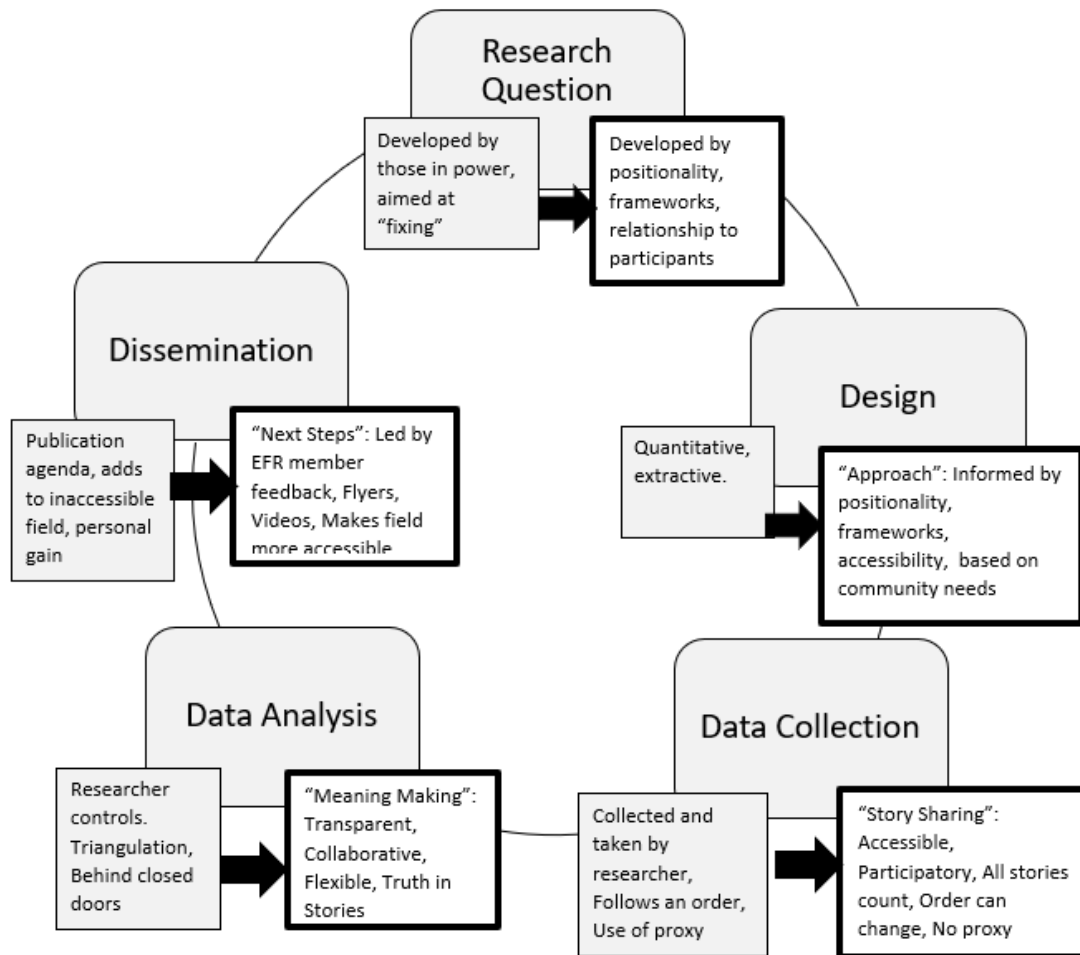 Research
Question
Developed by
those in power,
aimed at
“fixing”
Developed by
positionality,
frameworks,
relationship to
participants
Design
Quantitative,
extractive.
“Approach”: Informed by
positionality,
frameworks,
accessibility,  based on
community needs
Data Collection
Collected and
taken by
researcher,
Follows an order,
Use of proxy
“Story Sharing”:
Accessible,
Participatory, All stories
count, Order can
change, No proxy
Data Analysis
Researcher
controls.
Triangulation,
Behind closed
doors
“Meaning Making”:
Transparent,
Collaborative,
Flexible, Truth in
Stories
Dissemination
Publication
agenda, adds
to inaccessible
field, personal
gain
“Next Steps”: Led by
EFR member
feedback, Flyers,
Videos, Makes field
more accessible